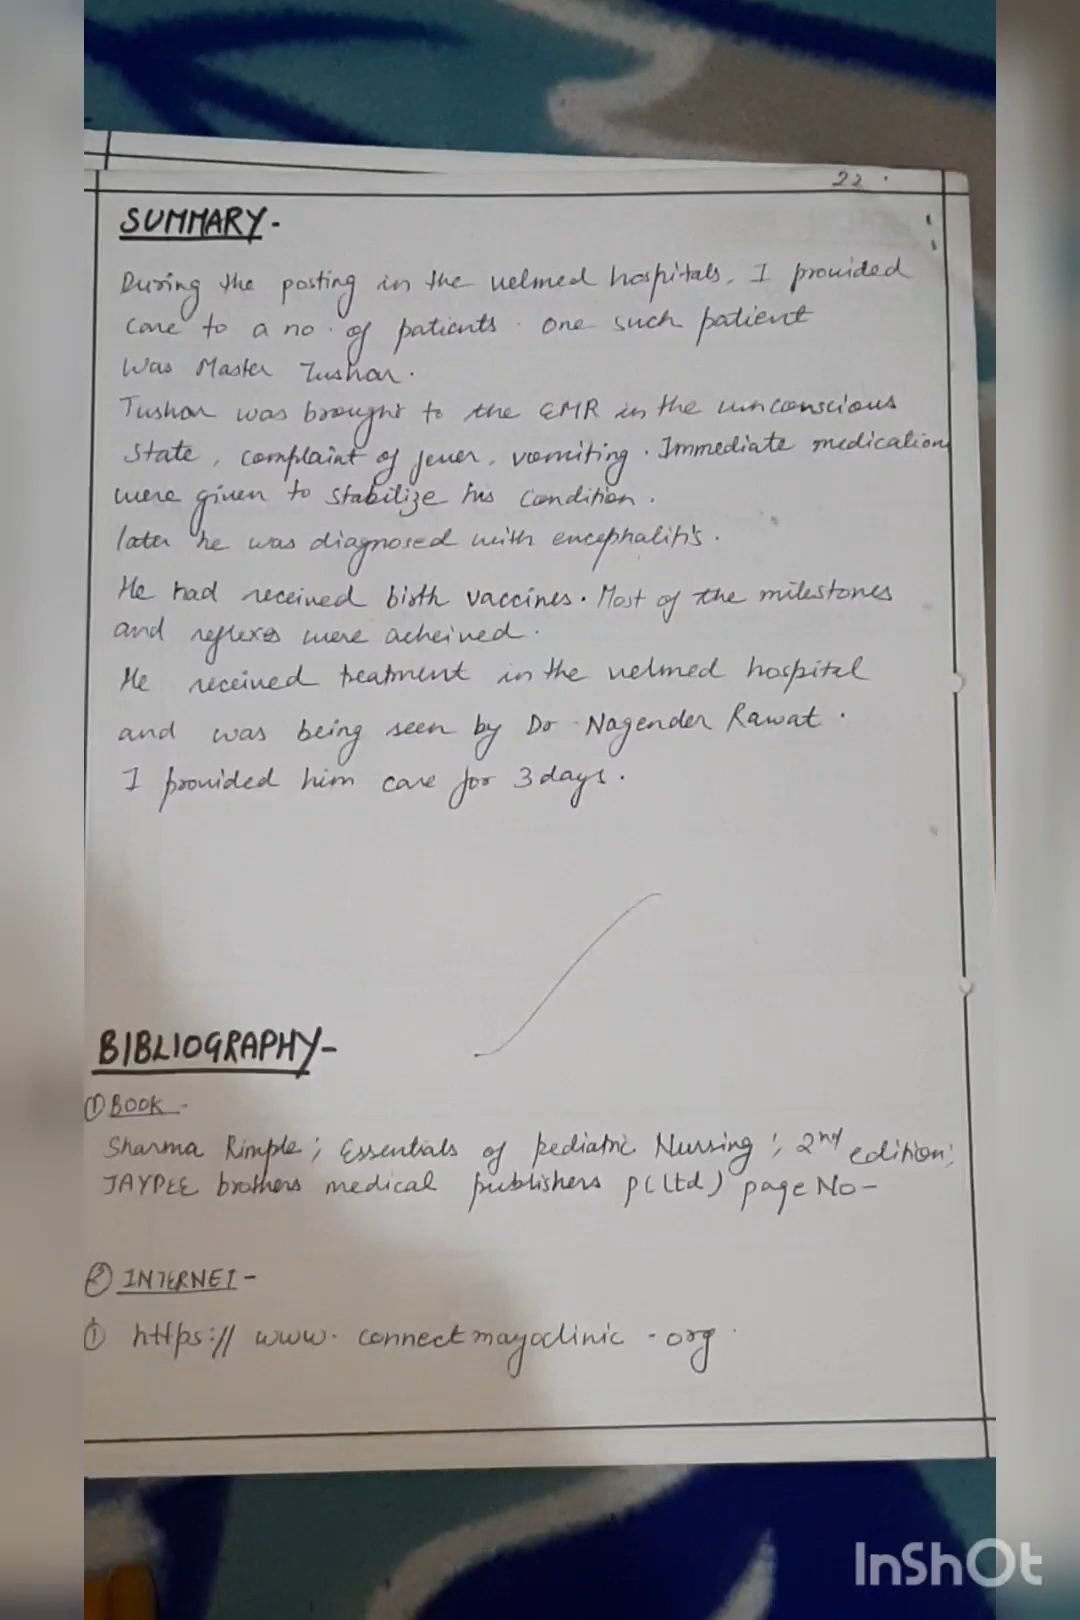 22
SUMMARY-
During the posting in the velmed hospitals, I provided
care to a no. of patients. one such patient
was Master Tushar.
Tushar was brought to the EMR in the unconscious
state, complaint of fever, vomiting. Immediate medication
were given to stabilize his condition.
later he was diagnosed with encephalitis.
He had received birth vaccines. Most of the milestones
and reflexes were acheived.
He received treatment in the velmed hospital
and was being seen by Dr. Nagender Rawat.
I provided him care for 3 days.
BIBLIOGRAPHY-
① BOOK-
Sharma Rimple; Essentials of pediatric Nursing; 2nd edition;
JAYPEE brothers medical publishers P(Ltd) page No-
② INTERNET-
① https:// www. connectmayoclinic .org
InShOt